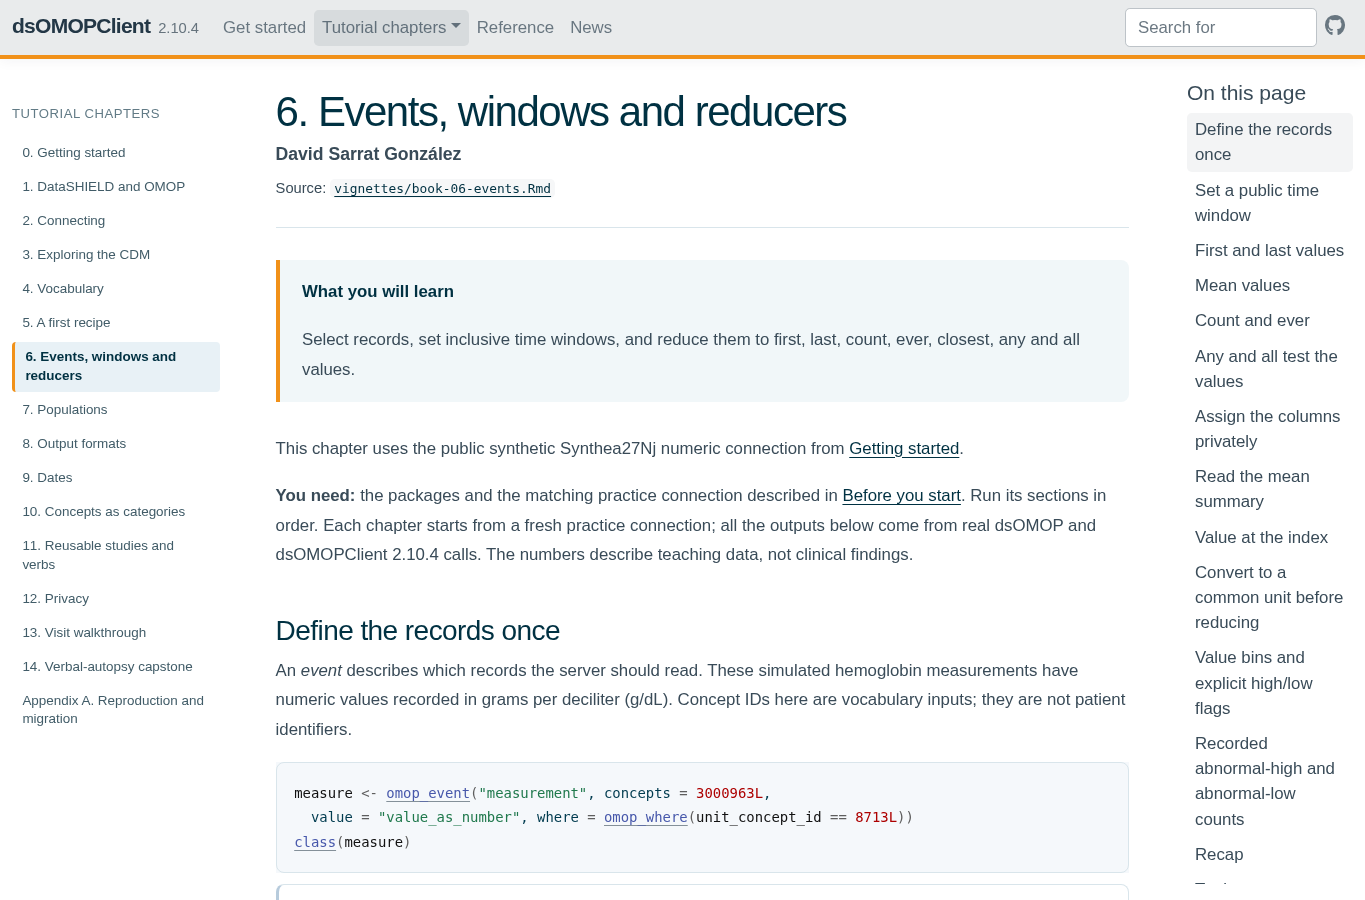 dsOMOPClient 2.10.4 Get started Tutorial chapters Reference News Search for
TUTORIAL CHAPTERS
0. Getting started
1. DataSHIELD and OMOP
2. Connecting
3. Exploring the CDM
4. Vocabulary
5. A first recipe
6. Events, windows and
reducers
7. Populations
8. Output formats
9. Dates
10. Concepts as categories
11. Reusable studies and
verbs
12. Privacy
13. Visit walkthrough
14. Verbal-autopsy capstone
Appendix A. Reproduction and
migration
6. Events, windows and reducers
David Sarrat González
Source: vignettes/book-06-events.Rmd
What you will learn
Select records, set inclusive time windows, and reduce them to first, last, count, ever, closest, any and all
values.
This chapter uses the public synthetic Synthea27Nj numeric connection from Getting started.
You need: the packages and the matching practice connection described in Before you start. Run its sections in
order. Each chapter starts from a fresh practice connection; all the outputs below come from real dsOMOP and
dsOMOPClient 2.10.4 calls. The numbers describe teaching data, not clinical findings.
Define the records once
An event describes which records the server should read. These simulated hemoglobin measurements have
numeric values recorded in grams per deciliter (g/dL). Concept IDs here are vocabulary inputs; they are not patient
identifiers.
measure <- omop_event("measurement", concepts = 3000963L,
  value = "value_as_number", where = omop_where(unit_concept_id == 8713L))
class(measure)
On this page
Define the records
once
Set a public time
window
First and last values
Mean values
Count and ever
Any and all test the
values
Assign the columns
privately
Read the mean
summary
Value at the index
Convert to a
common unit before
reducing
Value bins and
explicit high/low
flags
Recorded
abnormal-high and
abnormal-low
counts
Recap